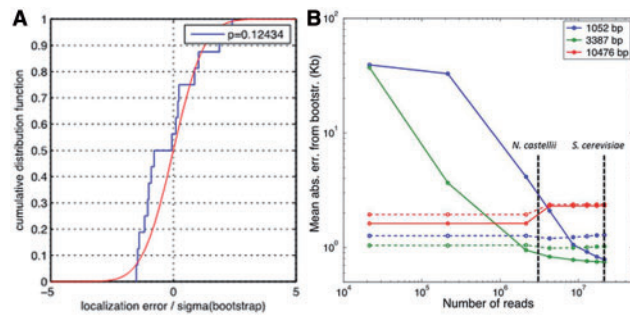 A
p=0.12434
cumulative distribution function
1
0.9
0.8
0.7
0.6
0.5
0.4
0.3
0.2
0.1
0
-5
0
5
localization error / sigma(bootstrap)
B
1052 bp
3387 bp
10476 bp
Mean abs. err. from bootstr. (Kb)
10^2
10^1
10^0
N. castellii
S. cerevisiae
10^4
10^5
10^6
10^7
Number of reads